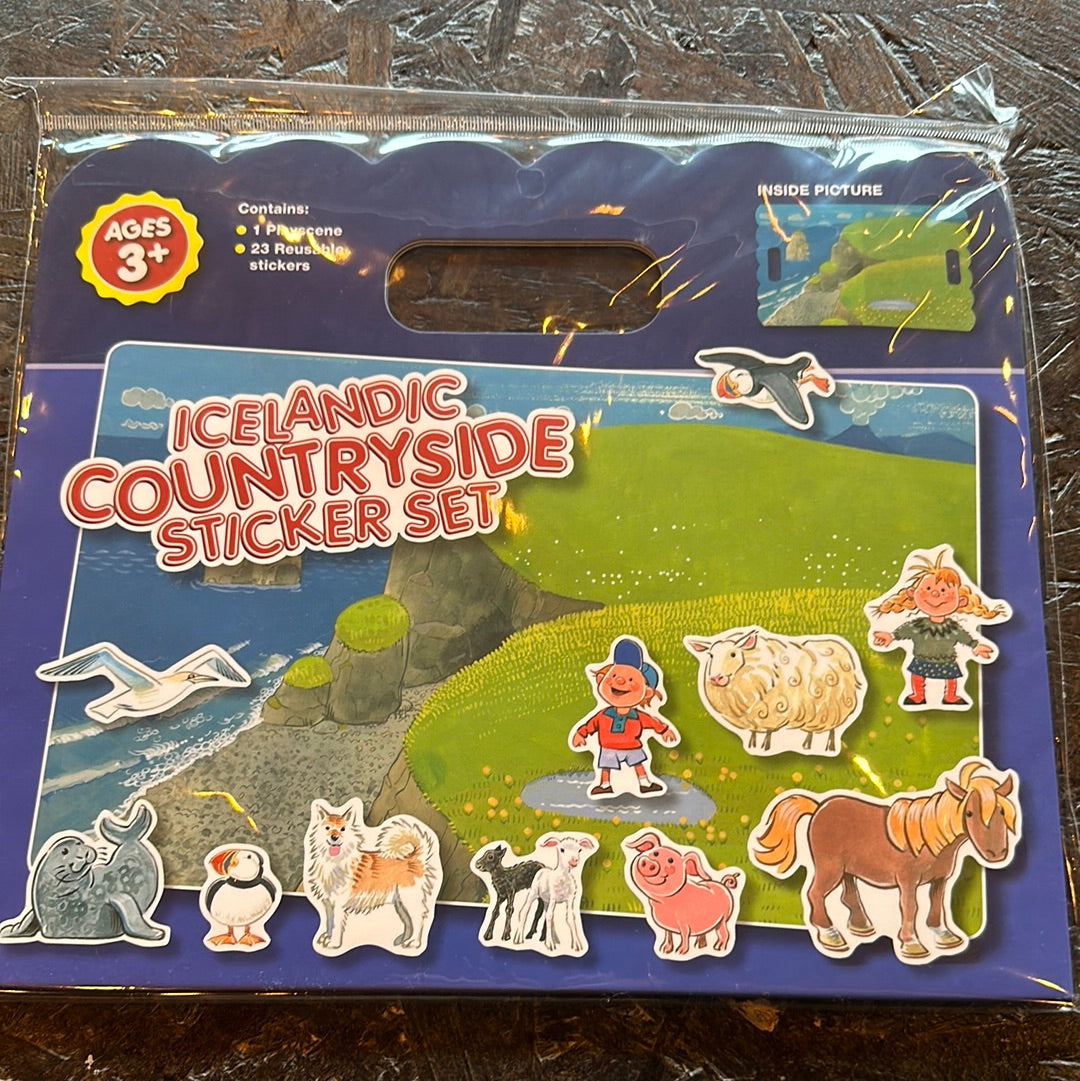 AGES
3+
Contains:
1 Playscene
23 Reusable
stickers
INSIDE PICTURE
ICELANDIC
COUNTRYSIDE
STICKER SET